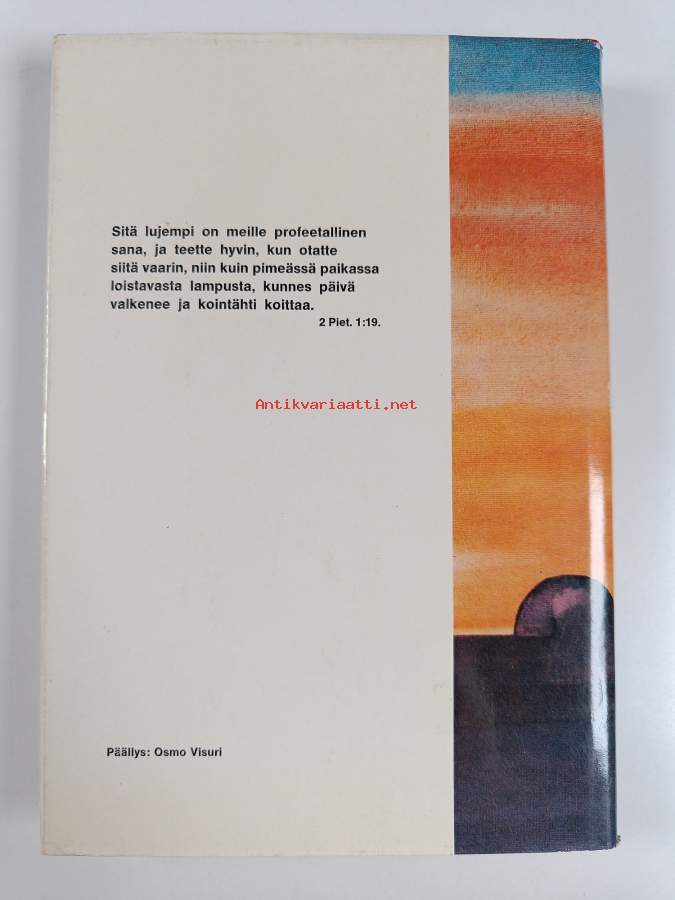 Sitä lujempi on meille profeetallinen
sana, ja teette hyvin, kun otatte
siitä vaarin, niin kuin pimeässä paikassa
loistavasta lampusta, kunnes päivä
valkenee ja kointähti koittaa.
2 Piet. 1:19.
Antikvariaatti.net
Päällys: Osmo Visuri